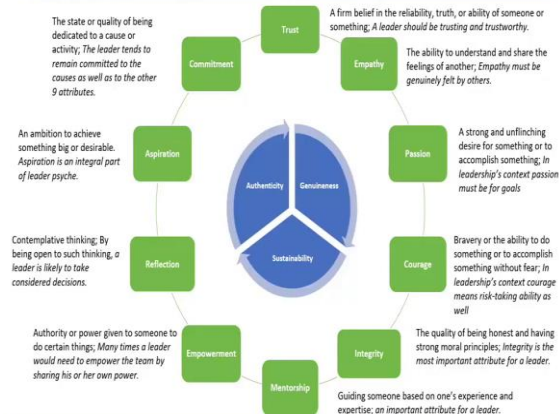 Trust
A firm belief in the reliability, truth, or ability of someone or
something; A leader should be trusting and trustworthy.
Empathy
The ability to understand and share the
feelings of another; Empathy must be
genuinely felt by others.
Passion
A strong and unflinching
desire for something or to
accomplish something; In
leadership's context passion
must be for goals
Courage
Bravery or the ability to do
something or to accomplish
something without fear; In
leadership's context courage
means risk-taking ability as
well
Integrity
The quality of being honest and having
strong moral principles; Integrity is the
most important attribute for a leader.
Mentorship
Guiding someone based on one's experience and
expertise; an important attribute for a leader.
Empowerment
Authority or power given to someone to
do certain things; Many times a leader
would need to empower the team by
sharing his or her own power.
Reflection
Contemplative thinking; By
being open to such thinking, a
leader is likely to take
considered decisions.
Aspiration
An ambition to achieve
something big or desirable.
Aspiration is an integral part
of leader psyche.
Commitment
The state or quality of being
dedicated to a cause or
activity; The leader tends to
remain committed to the
causes as well as to the other
9 attributes.
Authenticity
Genuineness
Sustainability